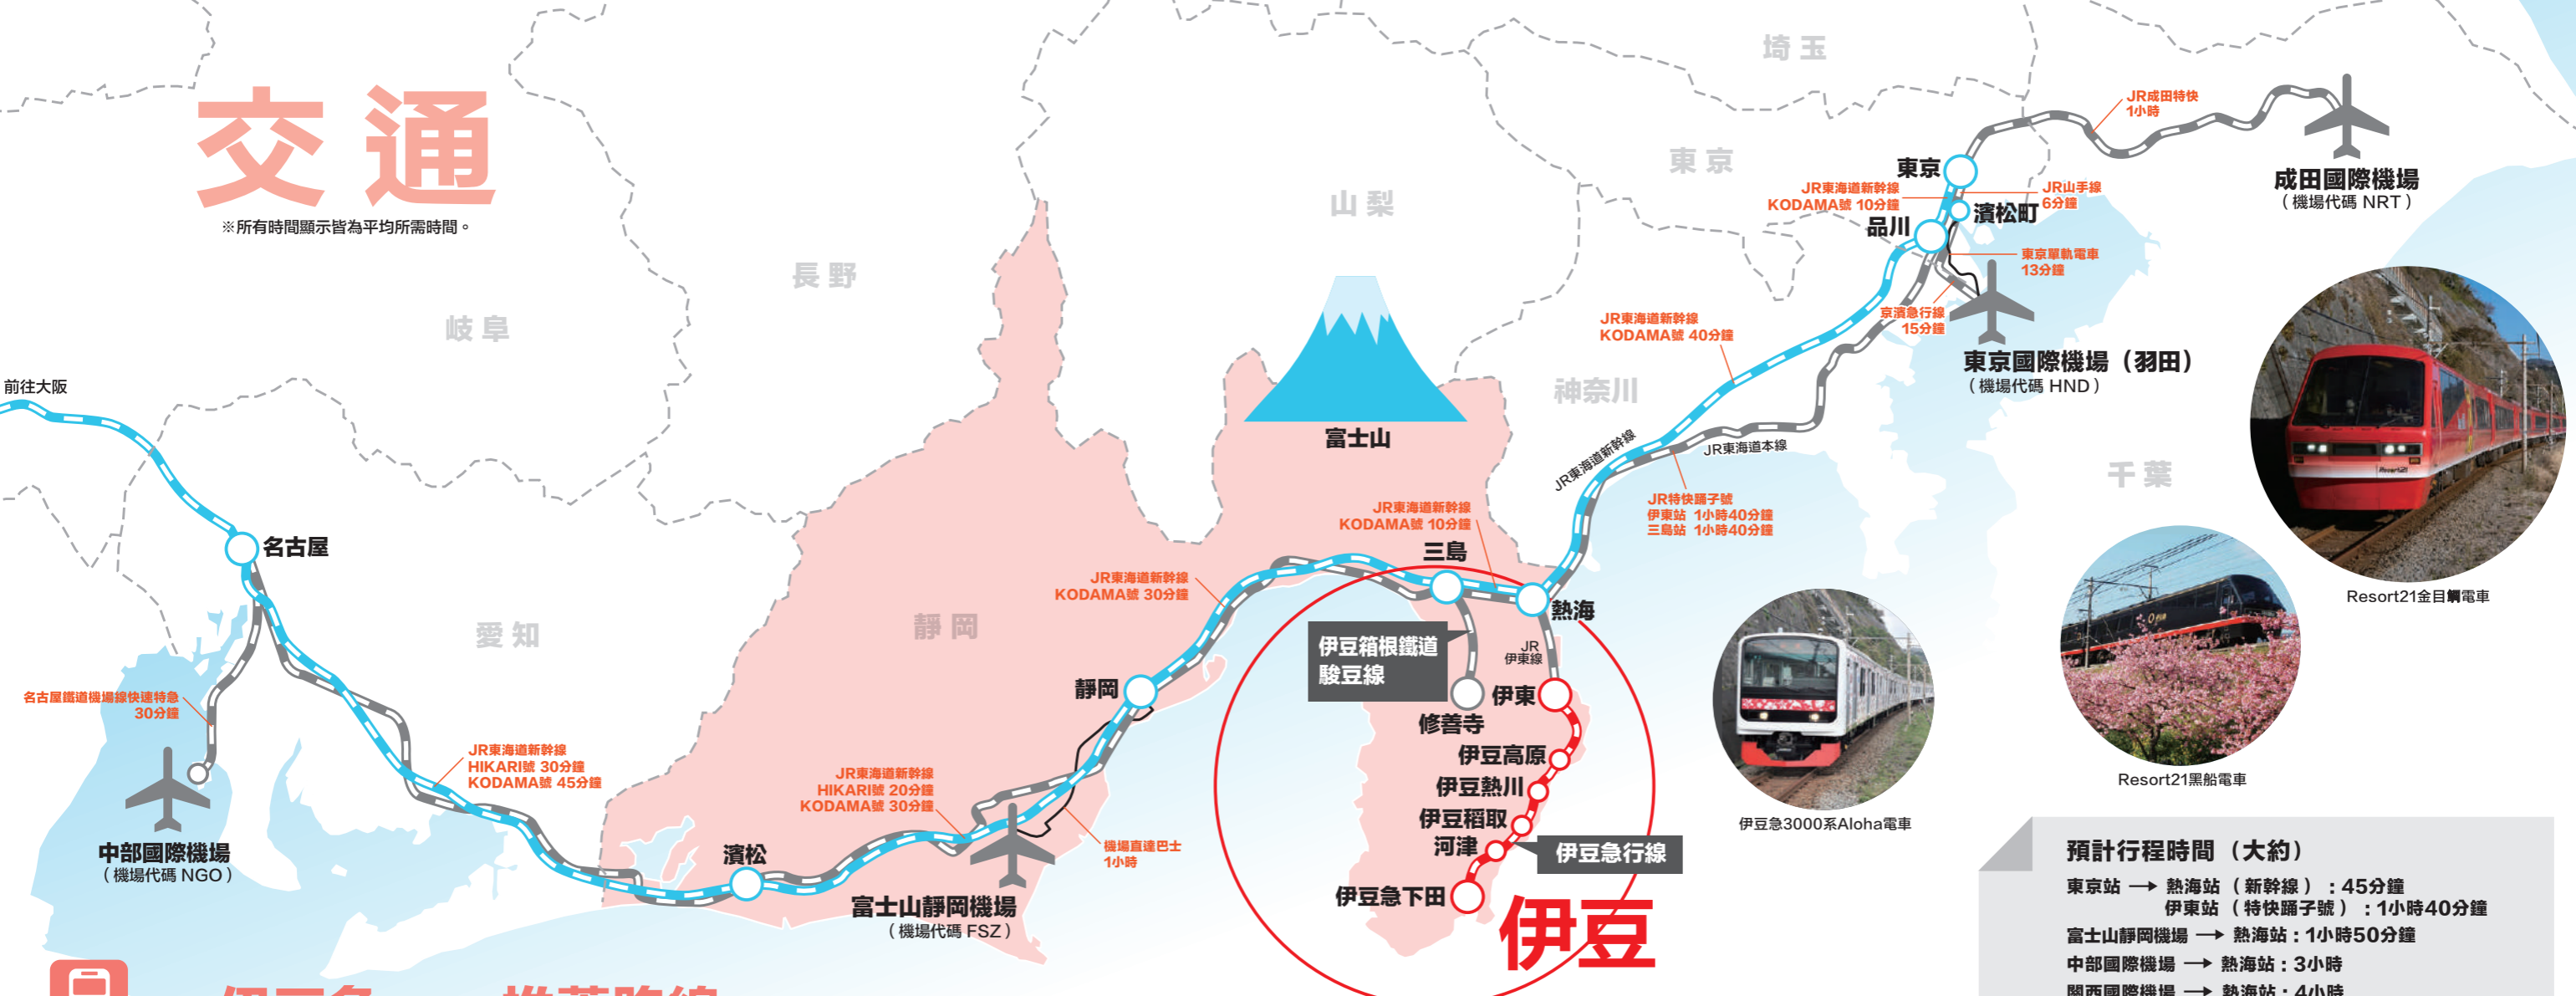 交通
※所有時間顯示皆為平均所需時間。
埼玉
東京
山梨
長野
岐阜
神奈川
千葉
愛知
靜岡
JR成田特快
1小時
成田國際機場
（機場代碼 NRT）
東京
JR東海道新幹線
KODAMA號 10分鐘
JR山手線
6分鐘
濱松町
品川
東京單軌電車
13分鐘
京濱急行線
15分鐘
東京國際機場（羽田）
（機場代碼 HND）
JR東海道新幹線
KODAMA號 40分鐘
富士山
JR東海道新幹線
JR東海道本線
JR特快踊子號
伊東站 1小時40分鐘
三島站 1小時40分鐘
前往大阪
名古屋
名古屋鐵道機場線快速特急
30分鐘
中部國際機場
（機場代碼 NGO）
JR東海道新幹線
HIKARI號 30分鐘
KODAMA號 45分鐘
濱松
JR東海道新幹線
HIKARI號 20分鐘
KODAMA號 30分鐘
富士山靜岡機場
（機場代碼 FSZ）
機場直達巴士
1小時
靜岡
JR東海道新幹線
KODAMA號 30分鐘
JR東海道新幹線
KODAMA號 10分鐘
三島
熱海
伊豆箱根鐵道
駿豆線
JR
伊東線
修善寺
伊東
伊豆高原
伊豆熱川
伊豆稻取
河津
伊豆急行線
伊豆急下田
伊豆
Resort21
Resort21金目鯛電車
Resort21黑船電車
伊豆急3000系Aloha電車
預計行程時間（大約）
東京站 → 熱海站（新幹線）：45分鐘
伊東站（特快踊子號）：1小時40分鐘
富士山靜岡機場 → 熱海站：1小時50分鐘
中部國際機場 → 熱海站：3小時
關西國際機場 → 熱海站：4小時